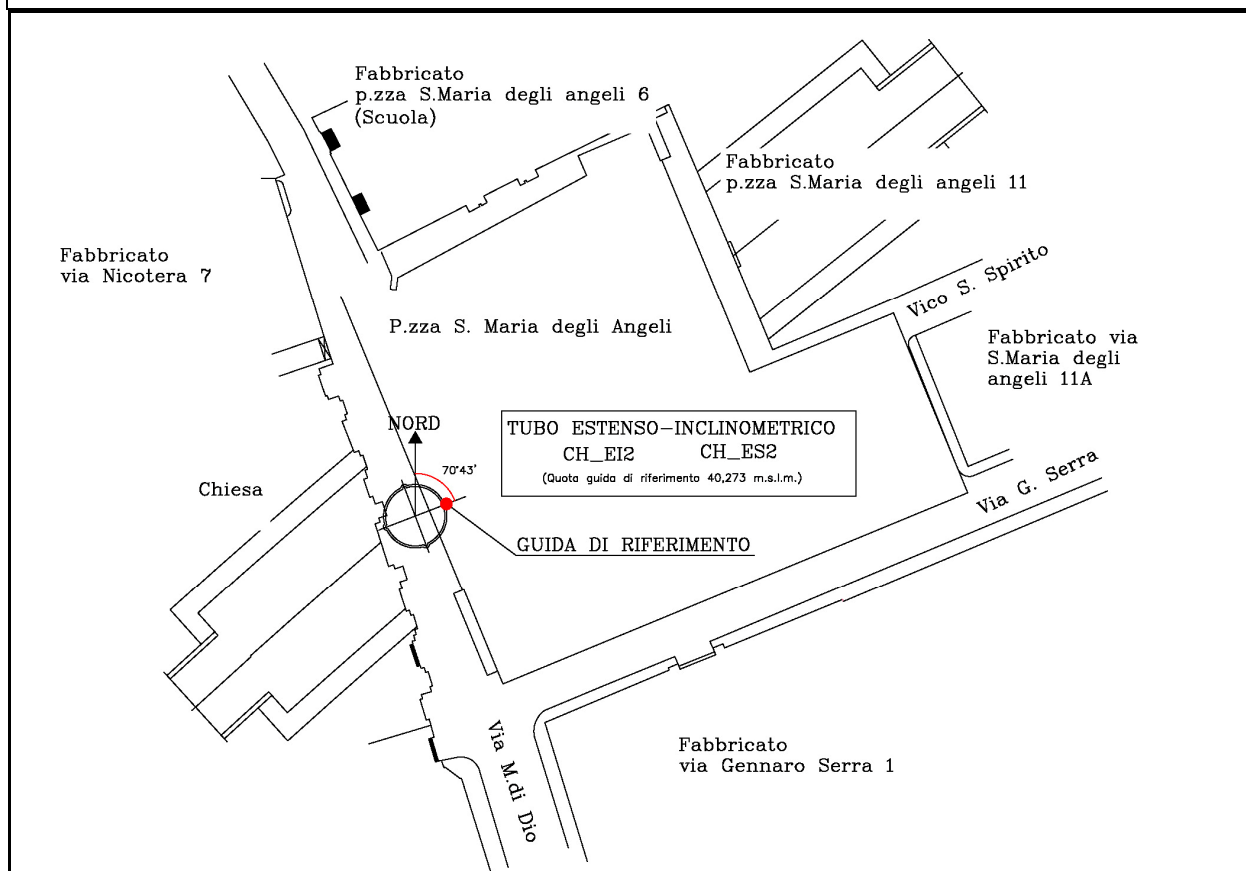 Fabbricato
p.zza S.Maria degli angeli 6
(Scuola)
Fabbricato
p.zza S.Maria degli angeli 11
Fabbricato
via Nicotera 7
Vico S. Spirito
P.zza S. Maria degli Angeli
Fabbricato via
S.Maria degli
angeli 11A
NORD
70°43'
TUBO ESTENSO-INCLINOMETRICO
CH_EI2 CH_ES2
(Quota guida di riferimento 40,273 m.s.l.m.)
Chiesa
Via G. Serra
GUIDA DI RIFERIMENTO
Via M.di Dio
Fabbricato
via Gennaro Serra 1